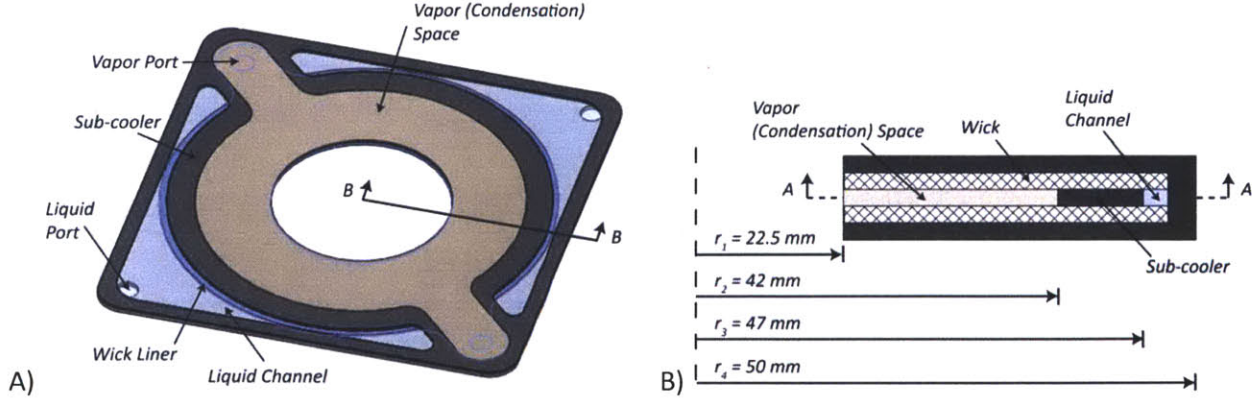 Vapor (Condensation)
Space
Vapor Port
Sub-cooler
B
B
Liquid
Port
Wick Liner
Liquid Channel
A)
Vapor
(Condensation) Space
Wick
Liquid
Channel
A
A
r1 = 22.5 mm
Sub-cooler
r2 = 42 mm
r3 = 47 mm
r4 = 50 mm
B)